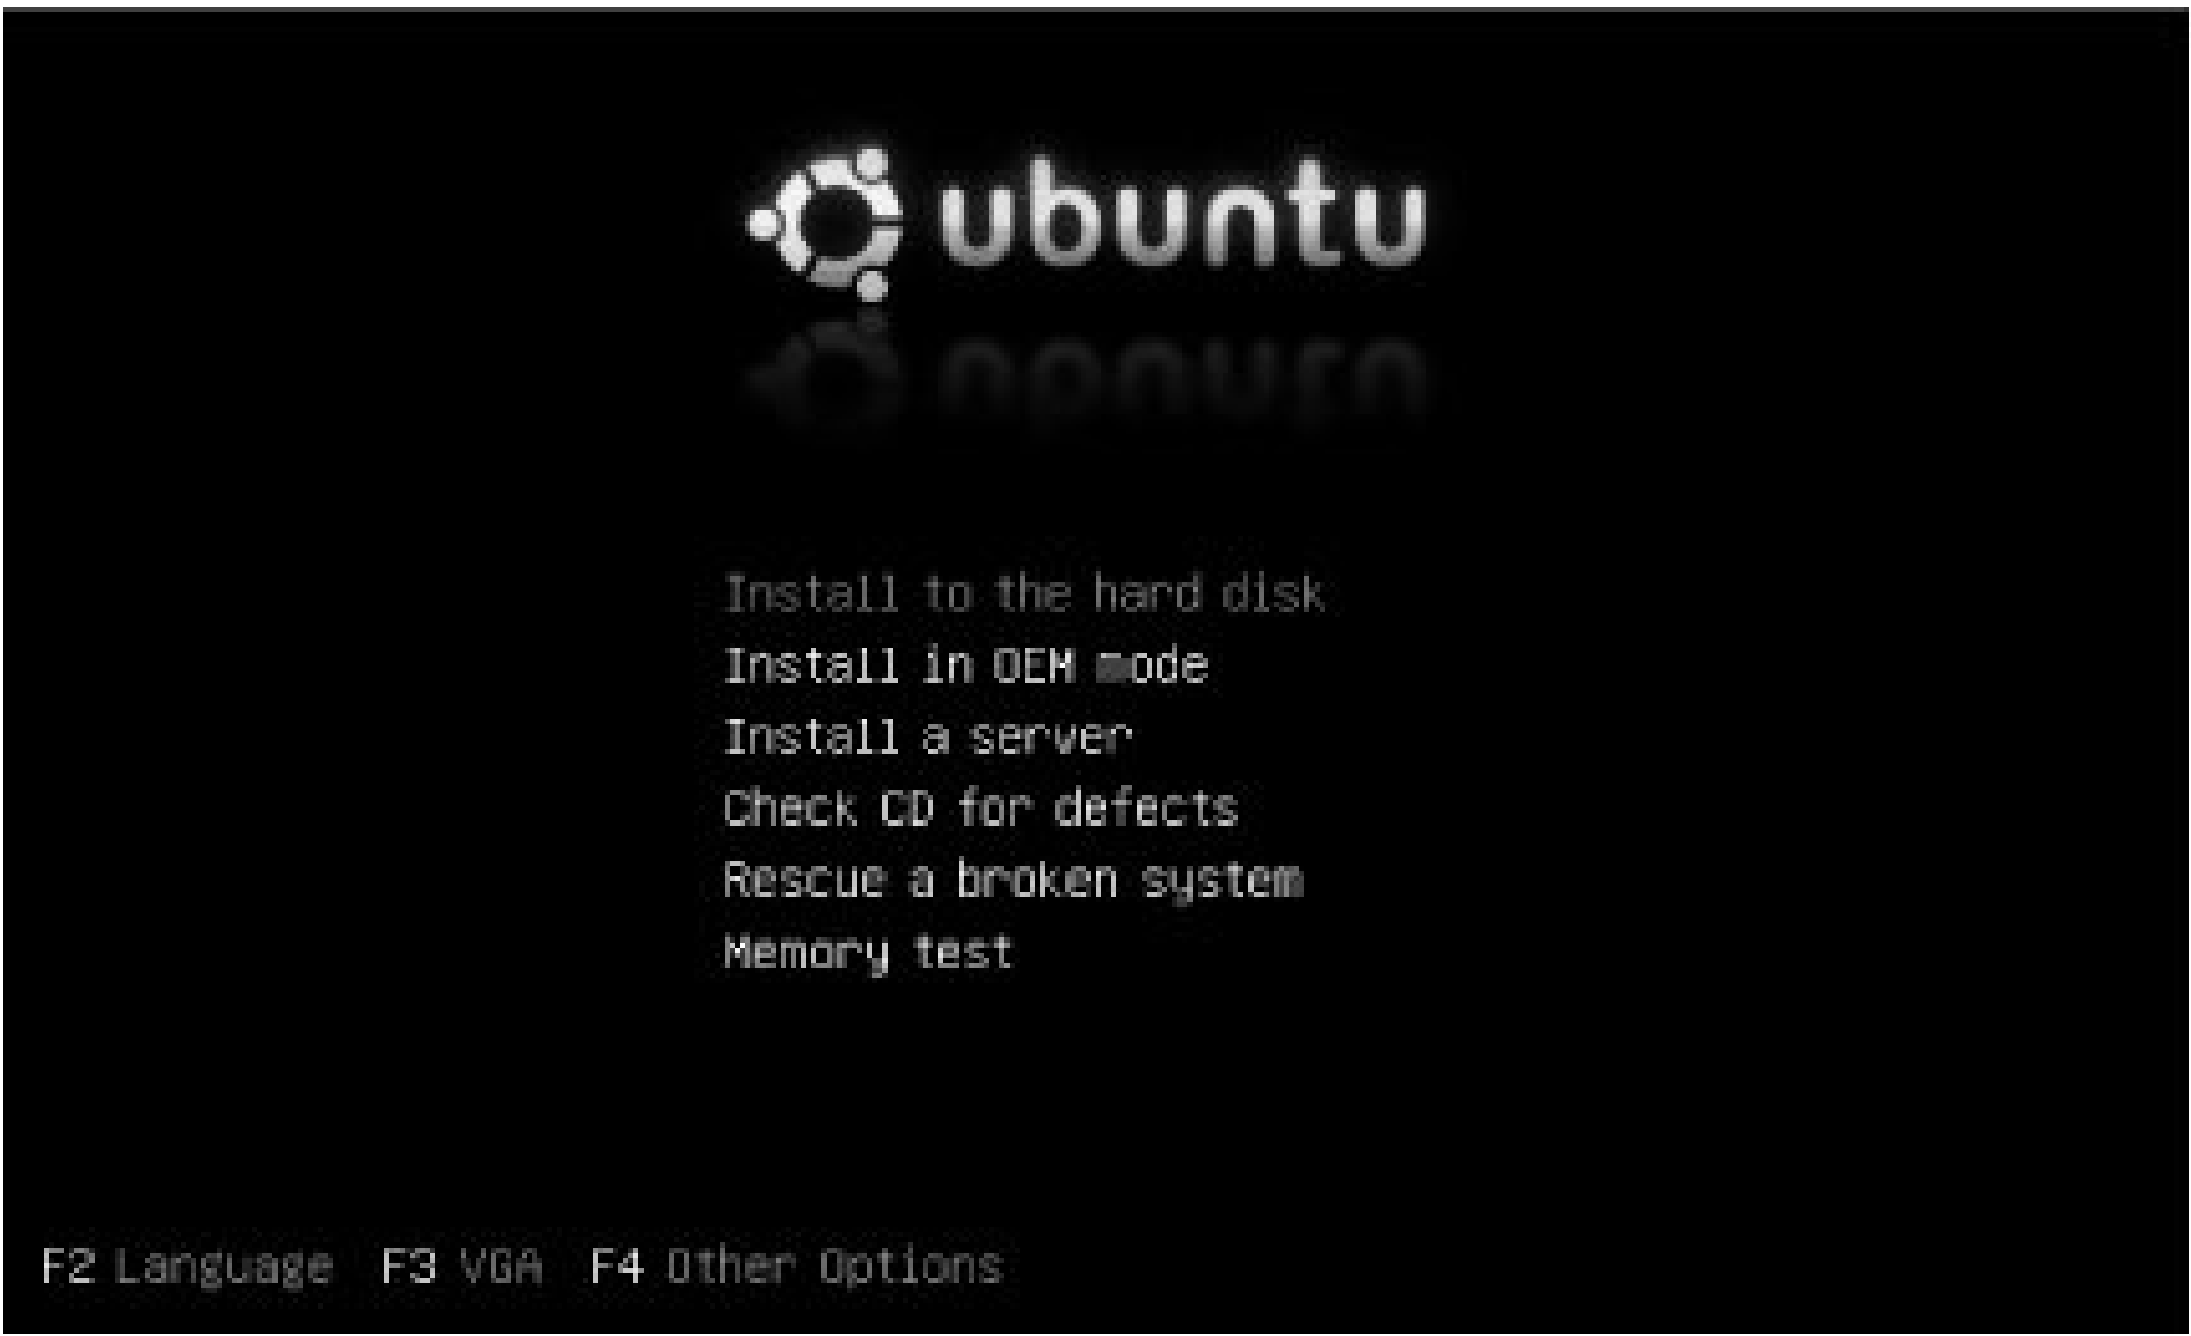 ubuntu
Install to the hard disk
Install in OEM mode
Install a server
Check CD for defects
Rescue a broken system
Memory test
F2 Language F3 VGA F4 Other Options